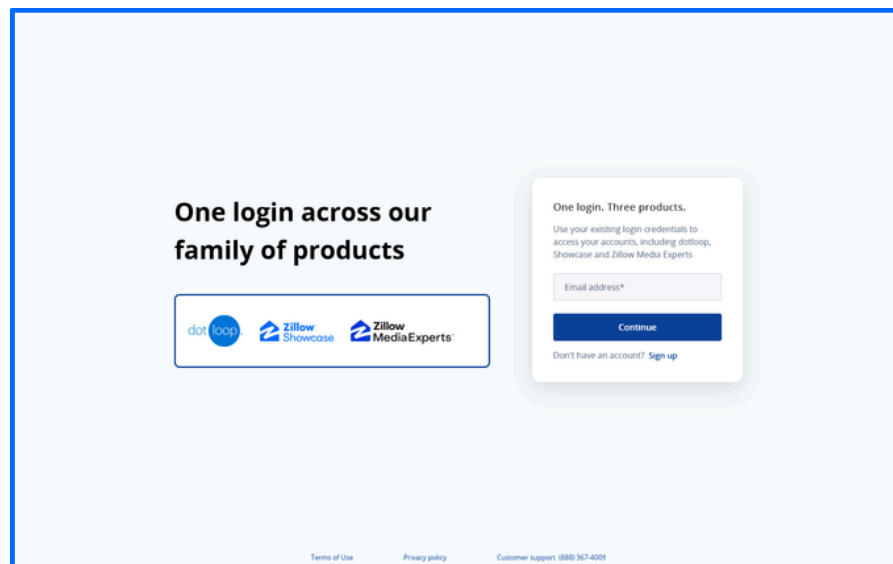 One login across our
family of products
dot loop.
Zillow
Showcase
Zillow
MediaExperts
One login. Three products.
Use your existing login credentials to
access your accounts, including dotloop,
Showcase and Zillow Media Experts
Email address*
Continue
Don't have an account? Sign up
Terms of Use Privacy policy Customer support (888) 367-4009